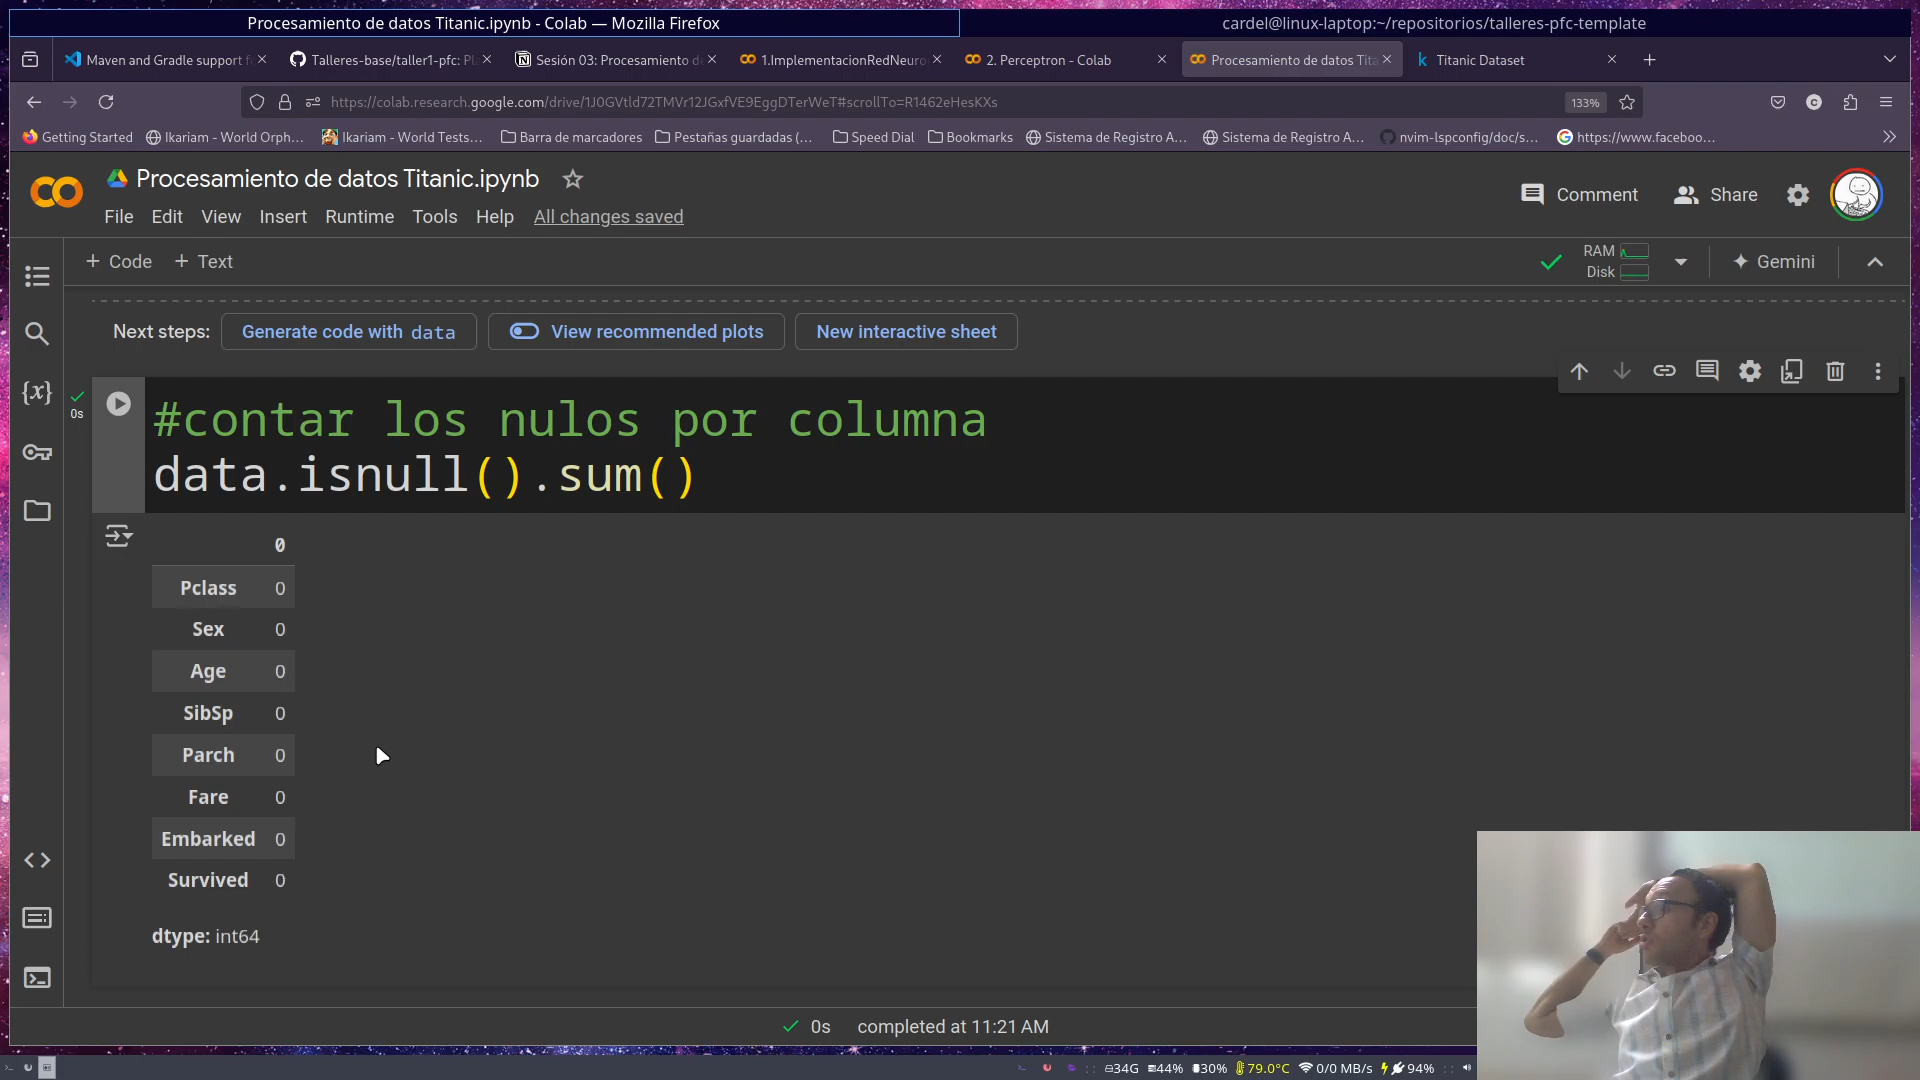 Procesamiento de datos Titanic.ipynb - Colab — Mozilla Firefox
cardel@linux-laptop:~/repositorios/talleres-pfc-template
Maven and Gradle support f
Talleres-base/taller1-pfc: Pl
Sesión 03: Procesamiento d
1.ImplementacionRedNeuro
2. Perceptron - Colab
Procesamiento de datos Tita
Titanic Dataset
https://colab.research.google.com/drive/1J0GVtld72TMVr12JGxfVE9EggDTerWeT#scrollTo=R1462eHesKXs
133%
Getting Started
Ikariam - World Orph...
Ikariam - World Tests...
Barra de marcadores
Pestañas guardadas (...
Speed Dial
Bookmarks
Sistema de Registro A...
Sistema de Registro A...
nvim-lspconfig/doc/s...
https://www.faceboo...
Procesamiento de datos Titanic.ipynb
File Edit View Insert Runtime Tools Help All changes saved
Comment
Share
+ Code + Text
RAM
Disk
Gemini
Next steps: Generate code with data View recommended plots New interactive sheet
0s
#contar los nulos por columna
data.isnull().sum()
0
Pclass 0
Sex 0
Age 0
SibSp 0
Parch 0
Fare 0
Embarked 0
Survived 0
dtype: int64
0s completed at 11:21 AM
34G 44% 30% 79.0°C 0/0 MB/s 94%